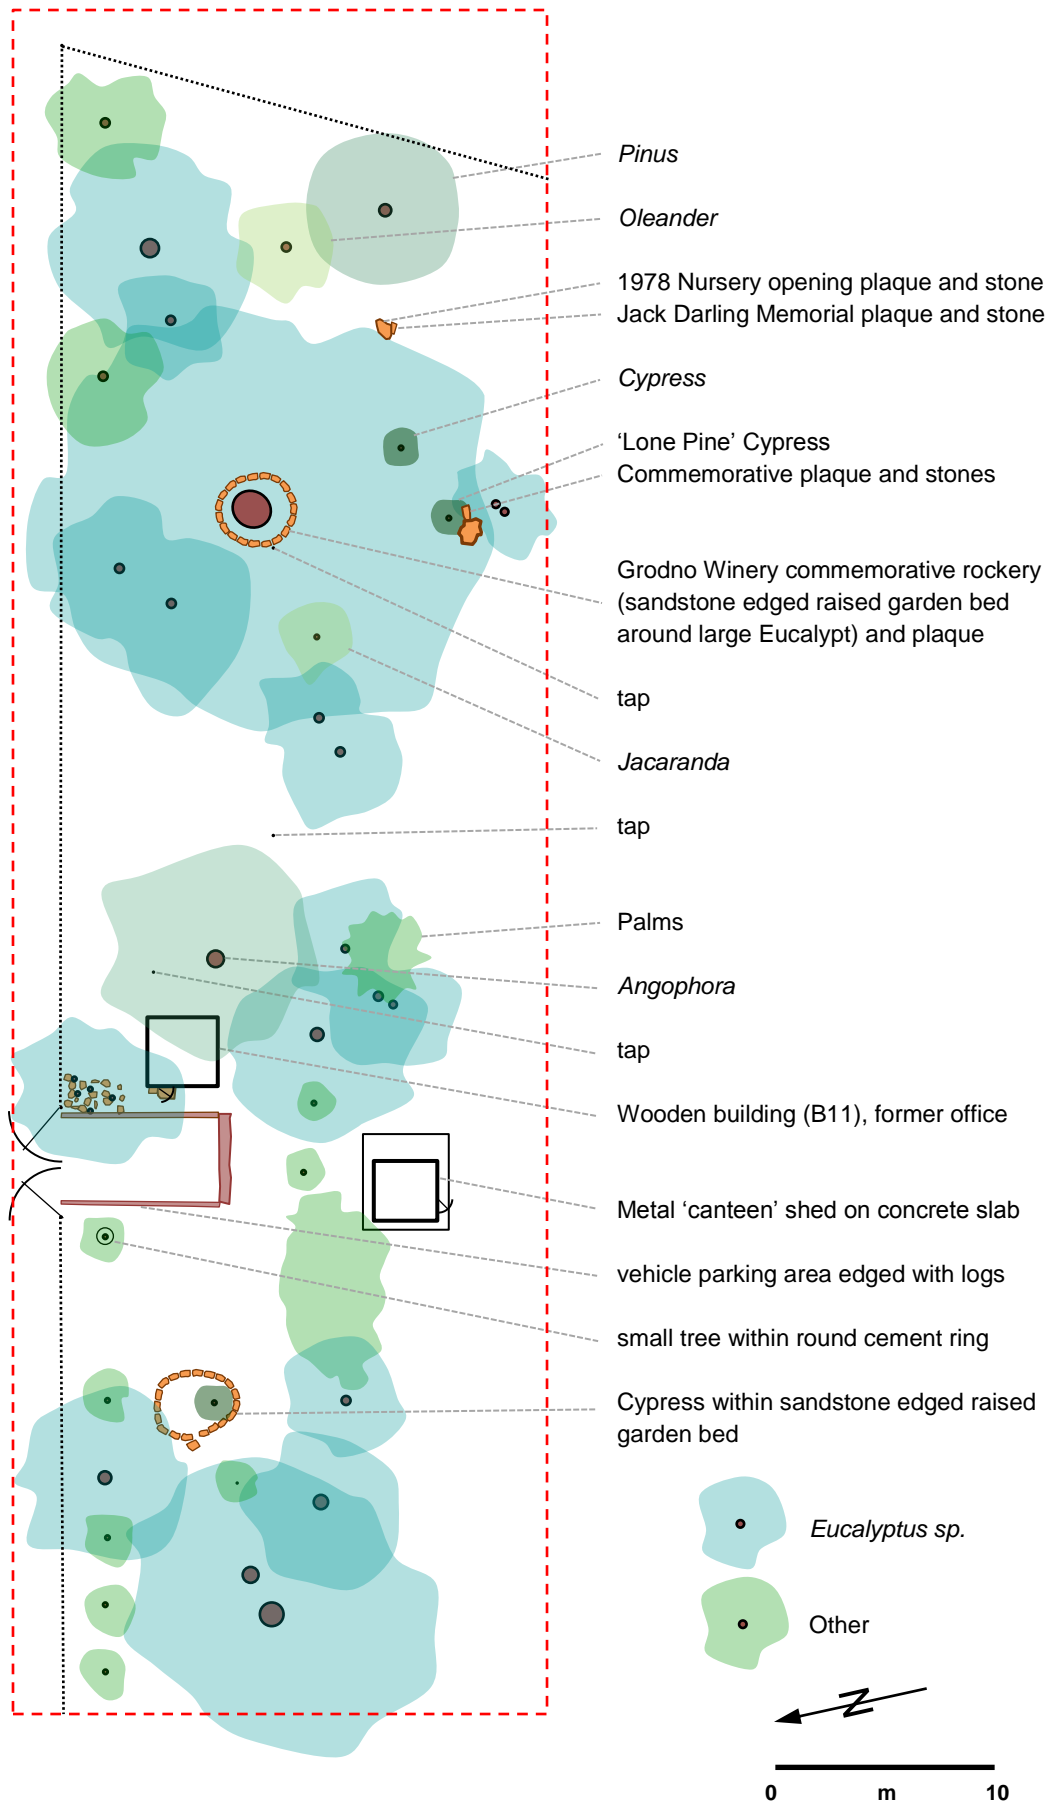 Pinus
Oleander
1978 Nursery opening plaque and stone
Jack Darling Memorial plaque and stone
Cypress
‘Lone Pine’ Cypress
Commemorative plaque and stones
Grodno Winery commemorative rockery
(sandstone edged raised garden bed
around large Eucalypt) and plaque
tap
Jacaranda
tap
Palms
Angophora
tap
Wooden building (B11), former office
Metal ‘canteen’ shed on concrete slab
vehicle parking area edged with logs
small tree within round cement ring
Cypress within sandstone edged raised
garden bed
Eucalyptus sp.
Other
N
0 m 10